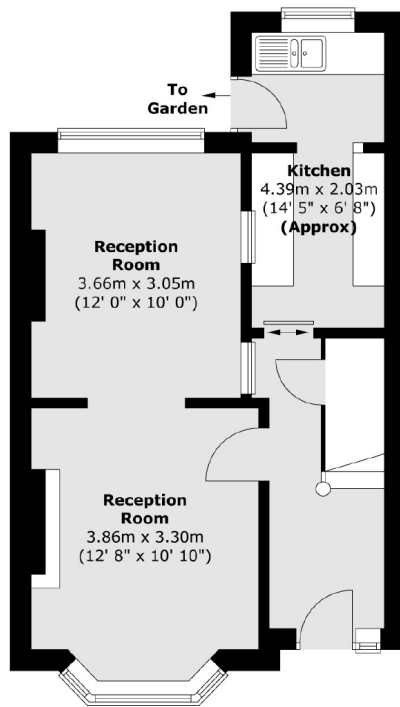 To
Garden
Kitchen
4.39m x 2.03m
(14' 5" x 6' 8")
(Approx)
Reception
Room
3.66m x 3.05m
(12' 0" x 10' 0")
Reception
Room
3.86m x 3.30m
(12' 8" x 10' 10")